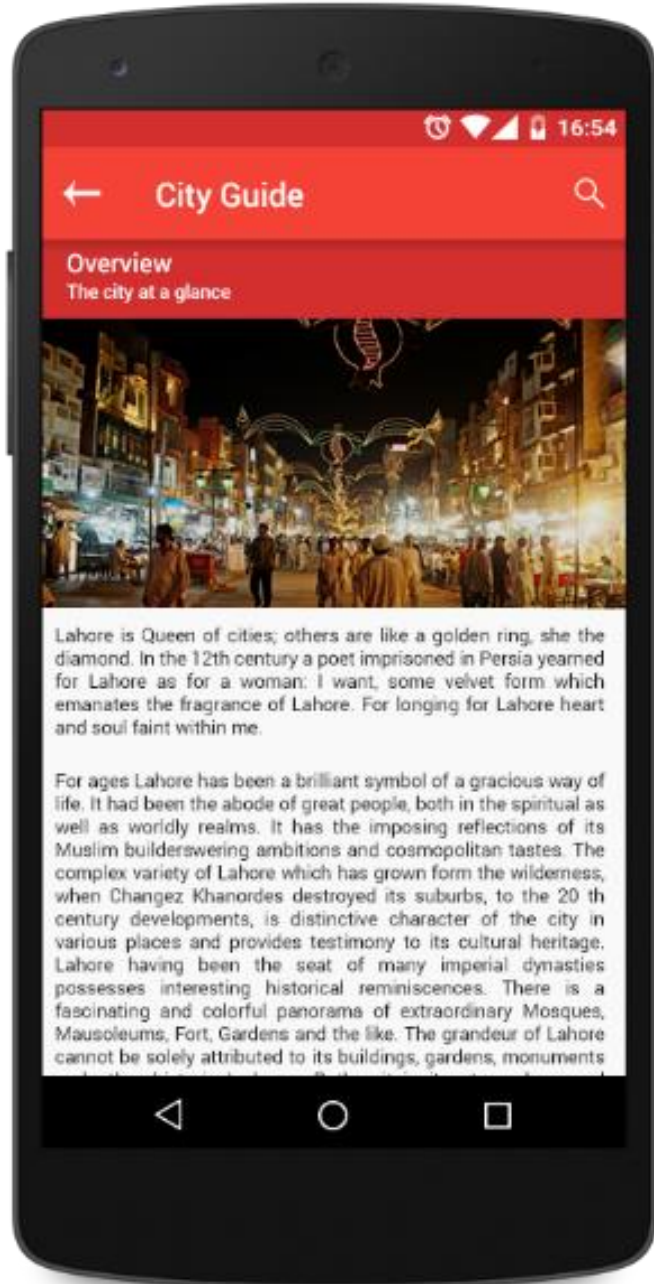 16:54
City Guide
Overview
The city at a glance
Lahore is Queen of cities; others are like a golden ring, she the
diamond. In the 12th century a poet imprisoned in Persia yearned
for Lahore as for a woman: I want, some velvet form which
emanates the fragrance of Lahore. For longing for Lahore heart
and soul faint within me.
For ages Lahore has been a brilliant symbol of a gracious way of
life. It had been the abode of great people, both in the spiritual as
well as worldly realms. It has the imposing reflections of its
Muslim builderswering ambitions and cosmopolitan tastes. The
complex variety of Lahore which has grown form the wilderness,
when Changez Khanordes destroyed its suburbs, to the 20 th
century developments, is distinctive character of the city in
various places and provides testimony to its cultural heritage.
Lahore having been the seat of many imperial dynasties
possesses interesting historical reminiscences. There is a
fascinating and colorful panorama of extraordinary Mosques,
Mausoleums, Fort, Gardens and the like. The grandeur of Lahore
cannot be solely attributed to its buildings, gardens, monuments